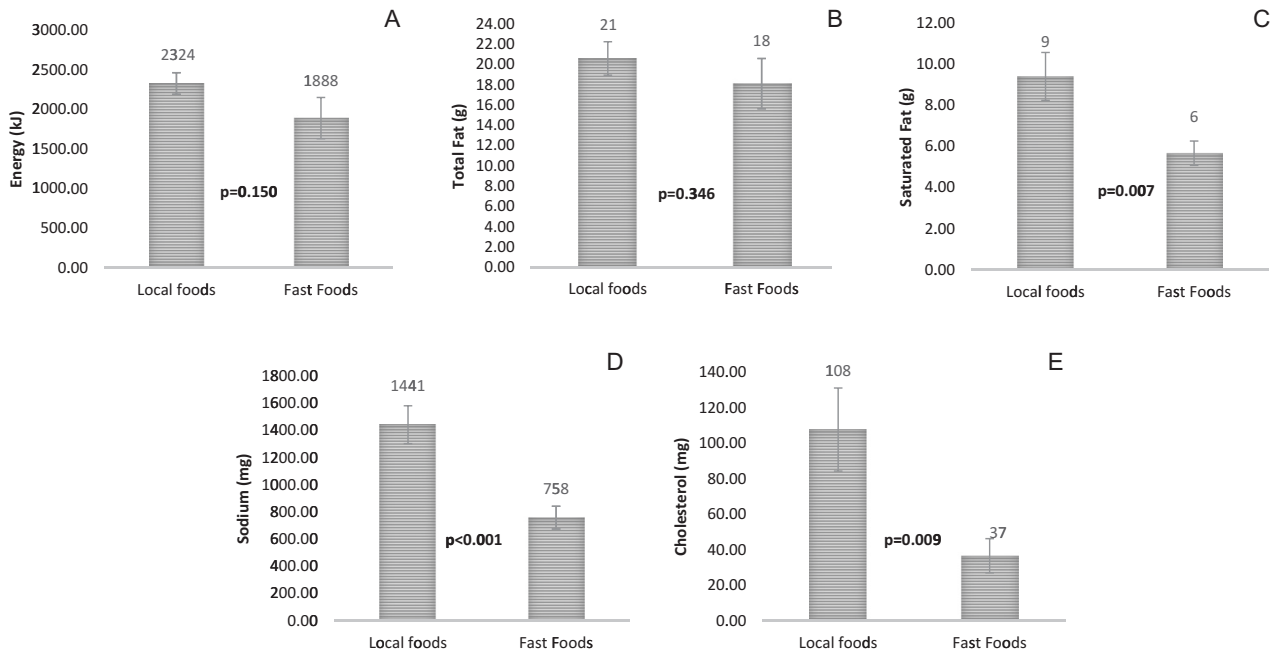 A
3000.00
2500.00
2000.00
1500.00
1000.00
500.00
0.00
Energy (kJ)
2324
1888
p=0.150
Local foods
Fast Foods
B
24.00
22.00
20.00
18.00
16.00
14.00
12.00
10.00
8.00
6.00
4.00
2.00
0.00
Total Fat (g)
21
18
p=0.346
Local foods
Fast Foods
C
12.00
10.00
8.00
6.00
4.00
2.00
0.00
Saturated Fat (g)
9
6
p=0.007
Local foods
Fast Foods
D
1800.00
1600.00
1400.00
1200.00
1000.00
800.00
600.00
400.00
200.00
0.00
Sodium (mg)
1441
758
p<0.001
Local foods
Fast Foods
E
140.00
120.00
100.00
80.00
60.00
40.00
20.00
0.00
Cholesterol (mg)
108
37
p=0.009
Local foods
Fast Foods